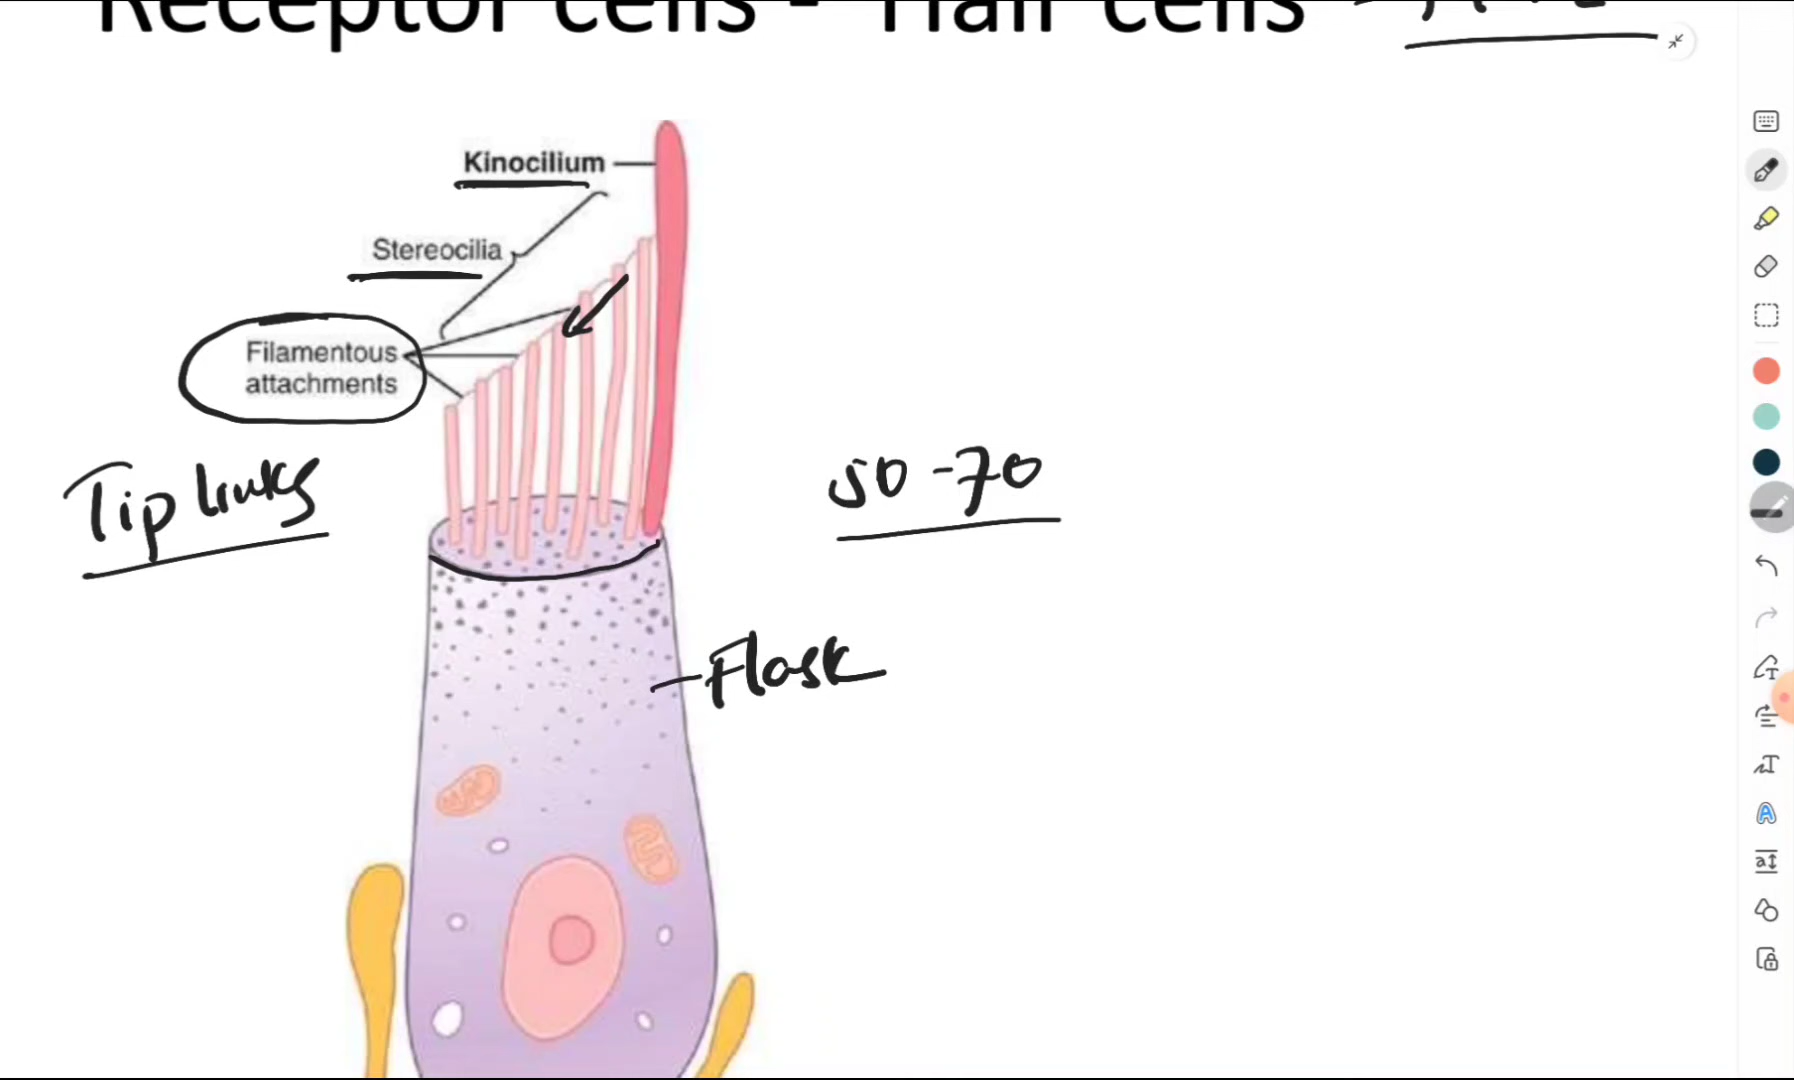 Receptor cells - Hair cells
Kinocilium
Stereocilia
Filamentous
attachments
Tip links
50-70
Flask